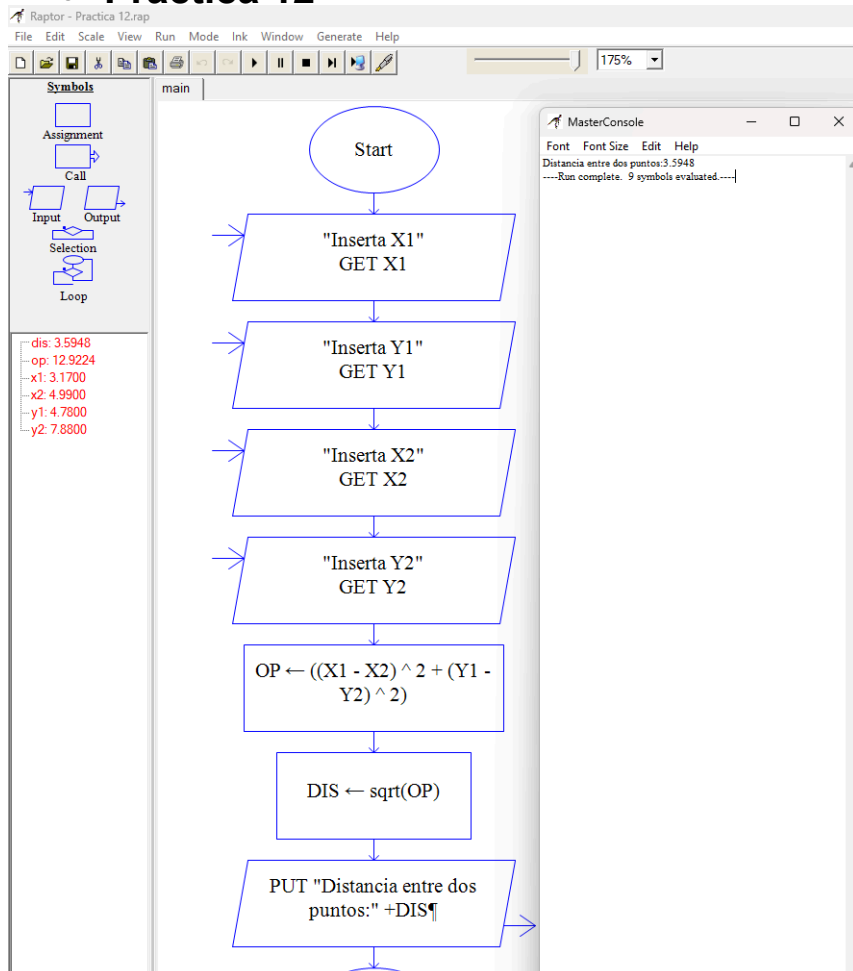 Practica 12
Raptor - Practica 12.rap
File Edit Scale View Run Mode Ink Window Generate Help
175%
Symbols
Assignment
Call
Input Output
Selection
Loop
dis: 3.5948
op: 12.9224
x1: 3.1700
x2: 4.9900
y1: 4.7800
y2: 7.8800
main
Start
"Inserta X1"
GET X1
"Inserta Y1"
GET Y1
"Inserta X2"
GET X2
"Inserta Y2"
GET Y2
OP ← ((X1 - X2) ^ 2 + (Y1 -
Y2) ^ 2)
DIS ← sqrt(OP)
PUT "Distancia entre dos
puntos:" +DIS¶
MasterConsole
Font Font Size Edit Help
Distancia entre dos puntos:3.5948
----Run complete. 9 symbols evaluated.----